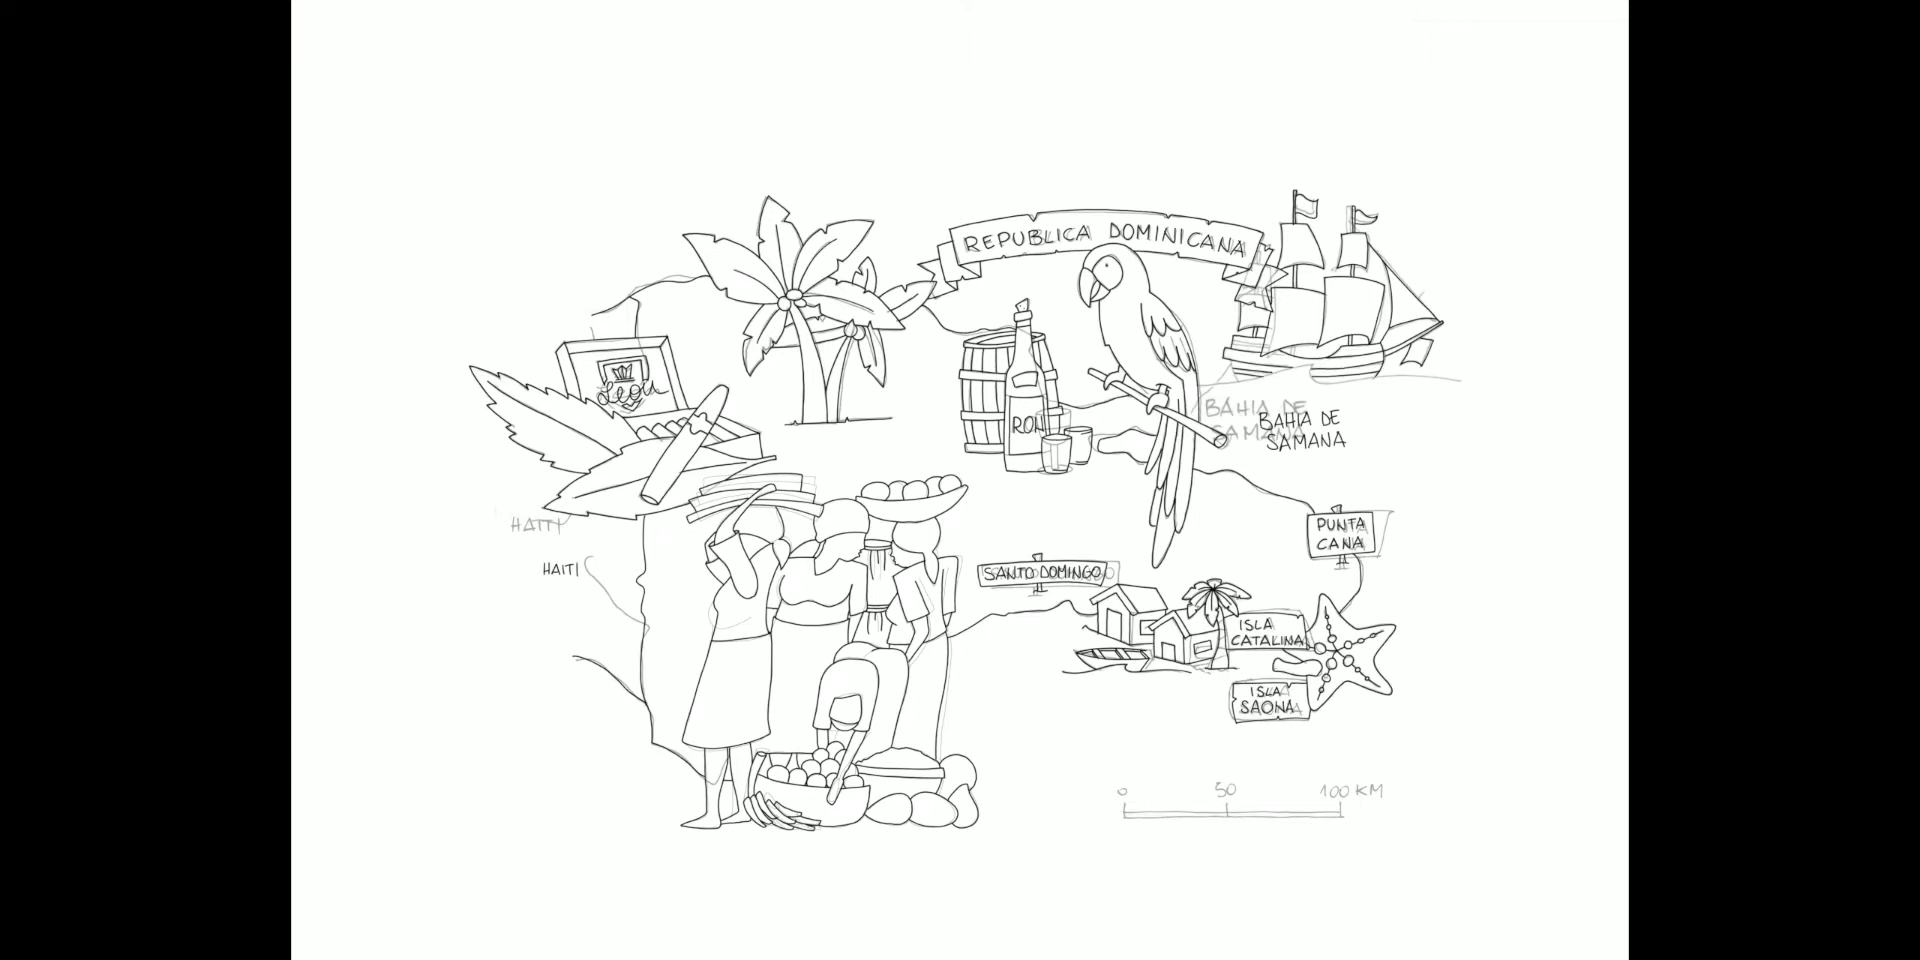 REPUBLICA DOMINICANA
Leon
RON
BAHIA DE
SAMANA
BAHIA DE
SAMANA
HAITI
HAITI
PUNTA
CANA
SANTO DOMINGO
ISLA
CATALINA
ISLA
SAONA
0 50 100 KM